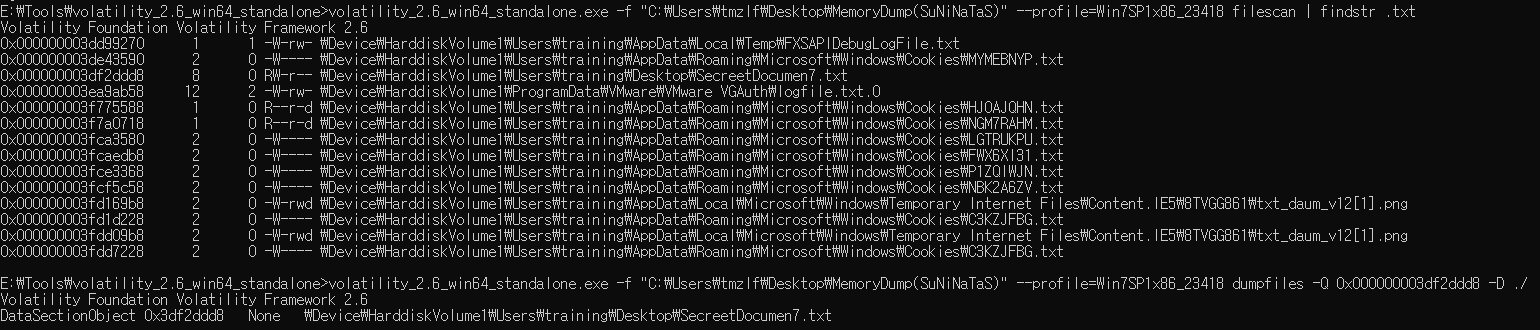 E:₩Tools₩volatility_2.6_win64_standalone>volatility_2.6_win64_standalone.exe -f "C:₩Users₩tmzlf₩Desktop₩MemoryDump(SuNiNaTaS)" --profile=Win7SP1x86_23418 filescan | findstr .txt
Volatility Foundation Volatility Framework 2.6
0x000000003dd99270 1 1 -W-rw- ₩Device₩HarddiskVolume1₩Users₩training₩AppData₩Local₩Temp₩FXSAPIDebugLogFile.txt
0x000000003de43590 2 0 -W---- ₩Device₩HarddiskVolume1₩Users₩training₩AppData₩Roaming₩Microsoft₩Windows₩Cookies₩MYMEBNYP.txt
0x000000003df2ddd8 8 0 RW-r-- ₩Device₩HarddiskVolume1₩Users₩training₩Desktop₩SecreetDocumen7.txt
0x000000003ea9ab58 12 2 -W-rw- ₩Device₩HarddiskVolume1₩ProgramData₩VMware₩VMware VGAuth₩logfile.txt.0
0x000000003f775588 1 0 R--r-d ₩Device₩HarddiskVolume1₩Users₩training₩AppData₩Roaming₩Microsoft₩Windows₩Cookies₩HJOAJQHN.txt
0x000000003f7a0718 1 0 R--r-d ₩Device₩HarddiskVolume1₩Users₩training₩AppData₩Roaming₩Microsoft₩Windows₩Cookies₩NGM7RAHM.txt
0x000000003fca3580 2 0 -W---- ₩Device₩HarddiskVolume1₩Users₩training₩AppData₩Roaming₩Microsoft₩Windows₩Cookies₩LGTRUKPU.txt
0x000000003fcaedb8 2 0 -W---- ₩Device₩HarddiskVolume1₩Users₩training₩AppData₩Roaming₩Microsoft₩Windows₩Cookies₩FWX6XI31.txt
0x000000003fce3368 2 0 -W---- ₩Device₩HarddiskVolume1₩Users₩training₩AppData₩Roaming₩Microsoft₩Windows₩Cookies₩P1ZQIWJN.txt
0x000000003fcf5c58 2 0 -W---- ₩Device₩HarddiskVolume1₩Users₩training₩AppData₩Roaming₩Microsoft₩Windows₩Cookies₩NBK2A6ZV.txt
0x000000003fd169b8 2 0 -W-rwd ₩Device₩HarddiskVolume1₩Users₩training₩AppData₩Local₩Microsoft₩Windows₩Temporary Internet Files₩Content.IE5₩8TVGG861₩txt_daum_v12[1].png
0x000000003fd1d228 2 0 -W---- ₩Device₩HarddiskVolume1₩Users₩training₩AppData₩Roaming₩Microsoft₩Windows₩Cookies₩C3KZJFBG.txt
0x000000003fdd09b8 2 0 -W-rwd ₩Device₩HarddiskVolume1₩Users₩training₩AppData₩Local₩Microsoft₩Windows₩Temporary Internet Files₩Content.IE5₩8TVGG861₩txt_daum_v12[1].png
0x000000003fdd7228 2 0 -W---- ₩Device₩HarddiskVolume1₩Users₩training₩AppData₩Roaming₩Microsoft₩Windows₩Cookies₩C3KZJFBG.txt
E:₩Tools₩volatility_2.6_win64_standalone>volatility_2.6_win64_standalone.exe -f "C:₩Users₩tmzlf₩Desktop₩MemoryDump(SuNiNaTaS)" --profile=Win7SP1x86_23418 dumpfiles -Q 0x000000003df2ddd8 -D ./
Volatility Foundation Volatility Framework 2.6
DataSectionObject 0x3df2ddd8 None ₩Device₩HarddiskVolume1₩Users₩training₩Desktop₩SecreetDocumen7.txt